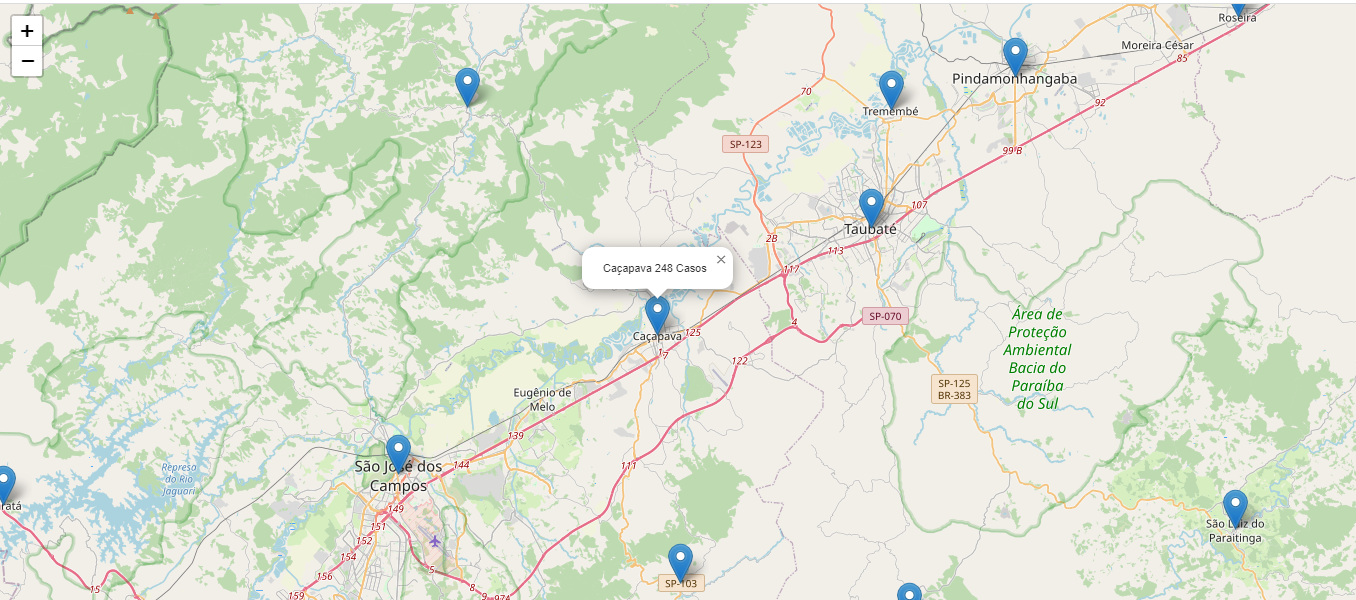 +
−
Roseira
Moreira César
85
Pindamonhangaba
70
92
Tremembé
SP-123
99 B
107
Taubaté
2B
113
Caçapava 248 Casos ×
117
Área de
Proteção
Ambiental
Bacia do
Paraíba
do Sul
SP-070
4
125
Caçapava
17
122
SP-125
BR-383
Eugênio de
Melo
139
São José dos
Campos
144
111
Represa
do Rio
Jaguari
ratá
149
151
São Luiz do
Paraitinga
152
154
5
156
SP-103
15
8
9
974
159